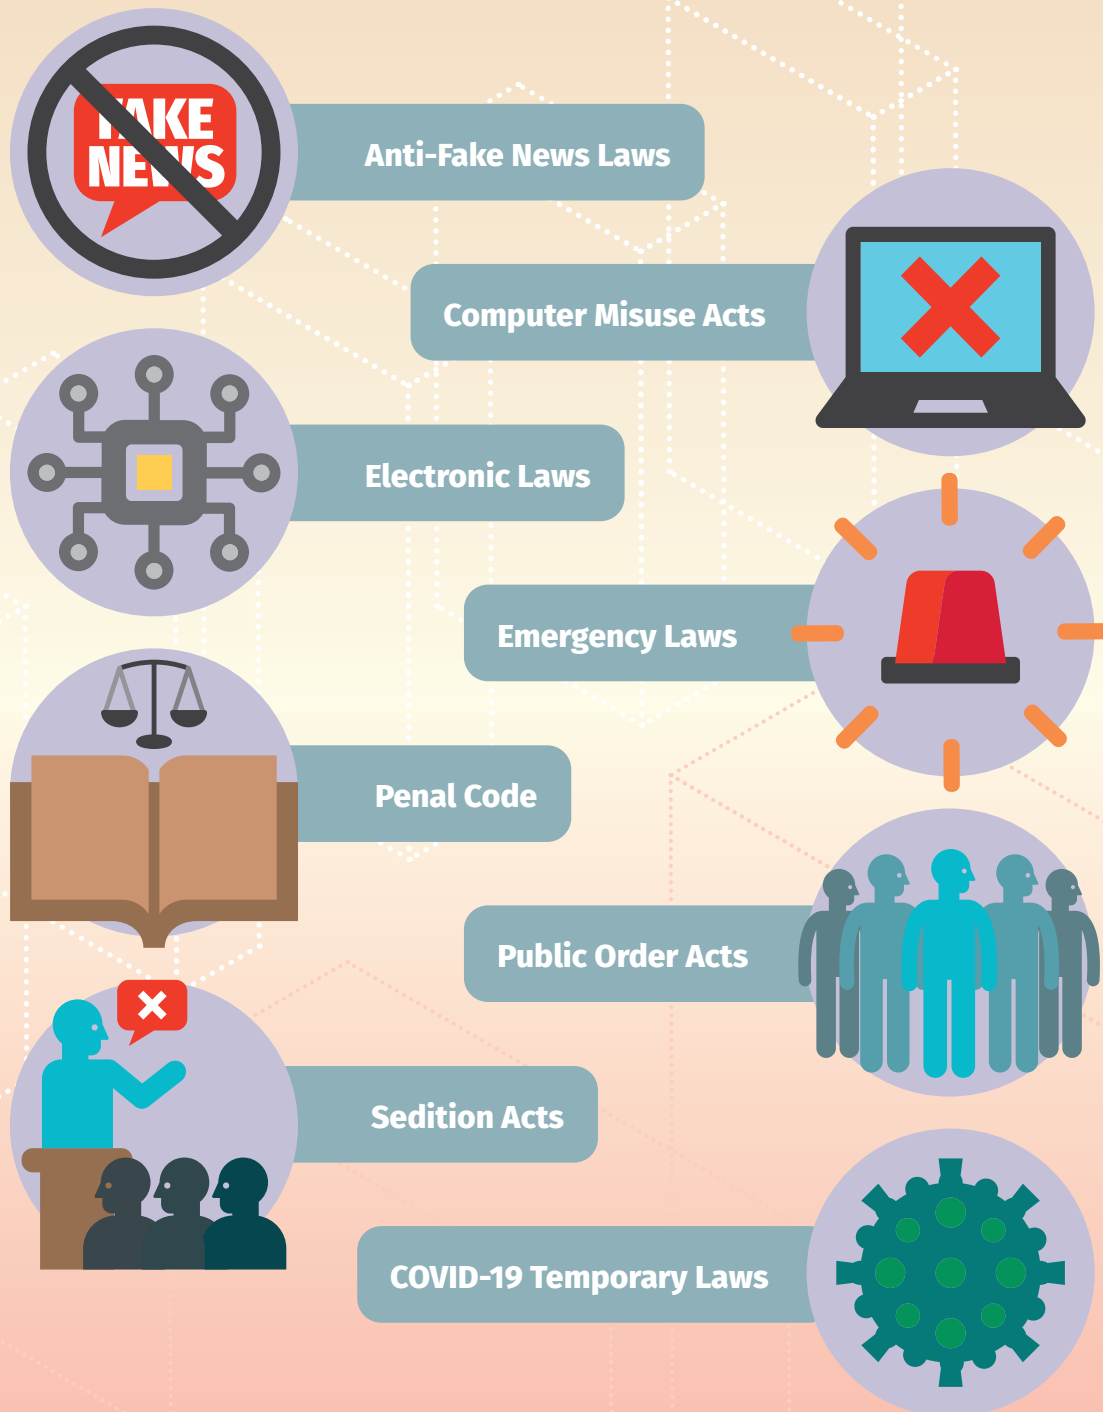 FAKE
NEWS
Anti-Fake News Laws
Computer Misuse Acts
Electronic Laws
Emergency Laws
Penal Code
Public Order Acts
Sedition Acts
COVID-19 Temporary Laws